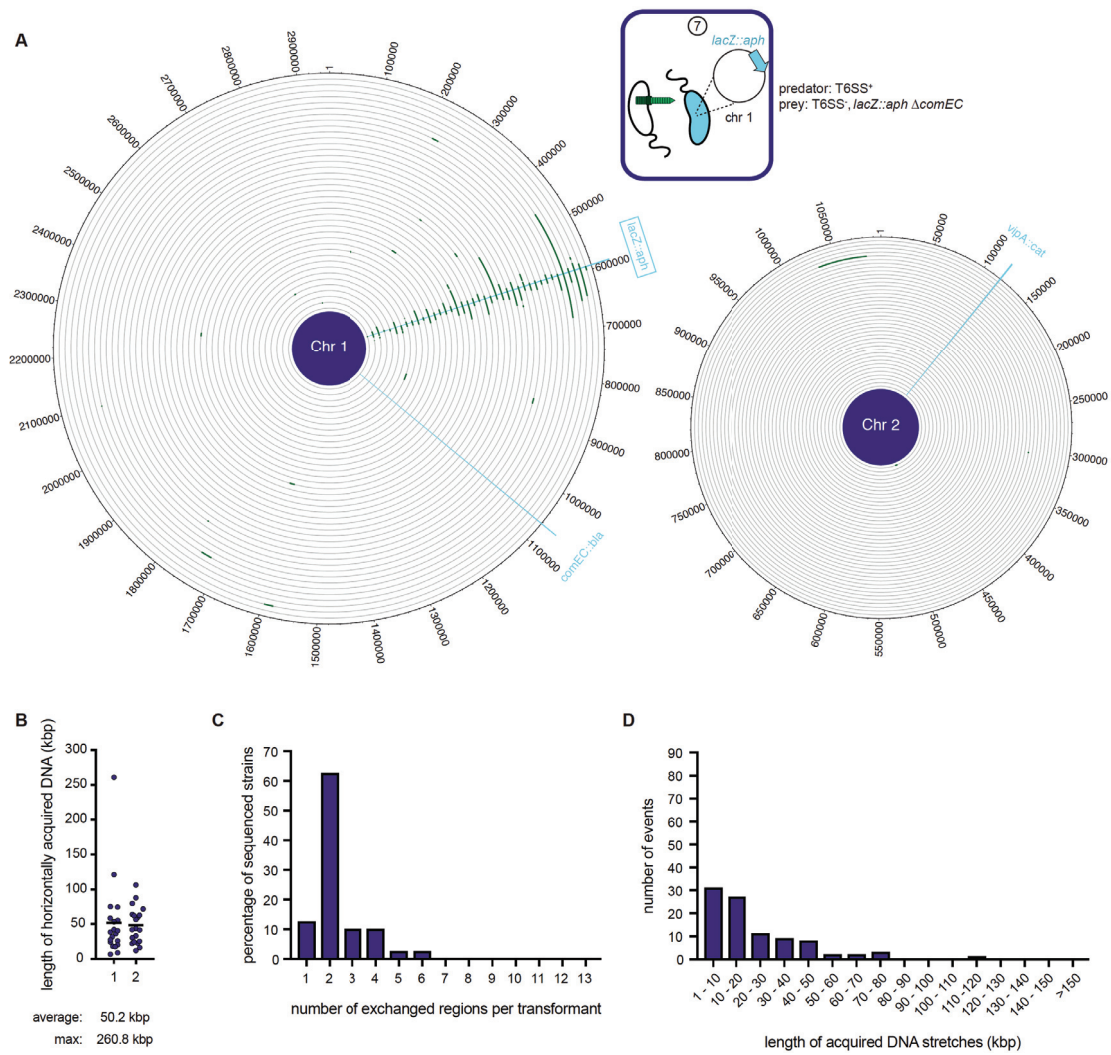 A
7
lacZ::aph
chr 1
predator: T6SS⁺
prey: T6SS⁻, lacZ::aph ΔcomEC
1
100000
200000
300000
400000
500000
600000
700000
800000
900000
1000000
1100000
1200000
1300000
1400000
1500000
1600000
1700000
1800000
1900000
2000000
2100000
2200000
2300000
2400000
2500000
2600000
2700000
2800000
2900000
lacZ::aph
comEC::bla
Chr 1
1
50000
100000
150000
200000
250000
300000
350000
400000
450000
500000
550000
600000
650000
700000
750000
800000
850000
900000
950000
1000000
1050000
vipA::cat
Chr 2
B
length of horizontally acquired DNA (kbp)
300
250
200
150
100
50
0
1 2
average: 50.2 kbp
max: 260.8 kbp
C
percentage of sequenced strains
70
60
50
40
30
20
10
0
1 2 3 4 5 6 7 8 9 10 11 12 13
number of exchanged regions per transformant
D
number of events
90
80
70
60
50
40
30
20
10
0
1 - 10
10 - 20
20 - 30
30 - 40
40 - 50
50 - 60
60 - 70
70 - 80
80 - 90
90 - 100
100 - 110
110 -120
120 - 130
130 - 140
140 - 150
>150
length of acquired DNA stretches (kbp)